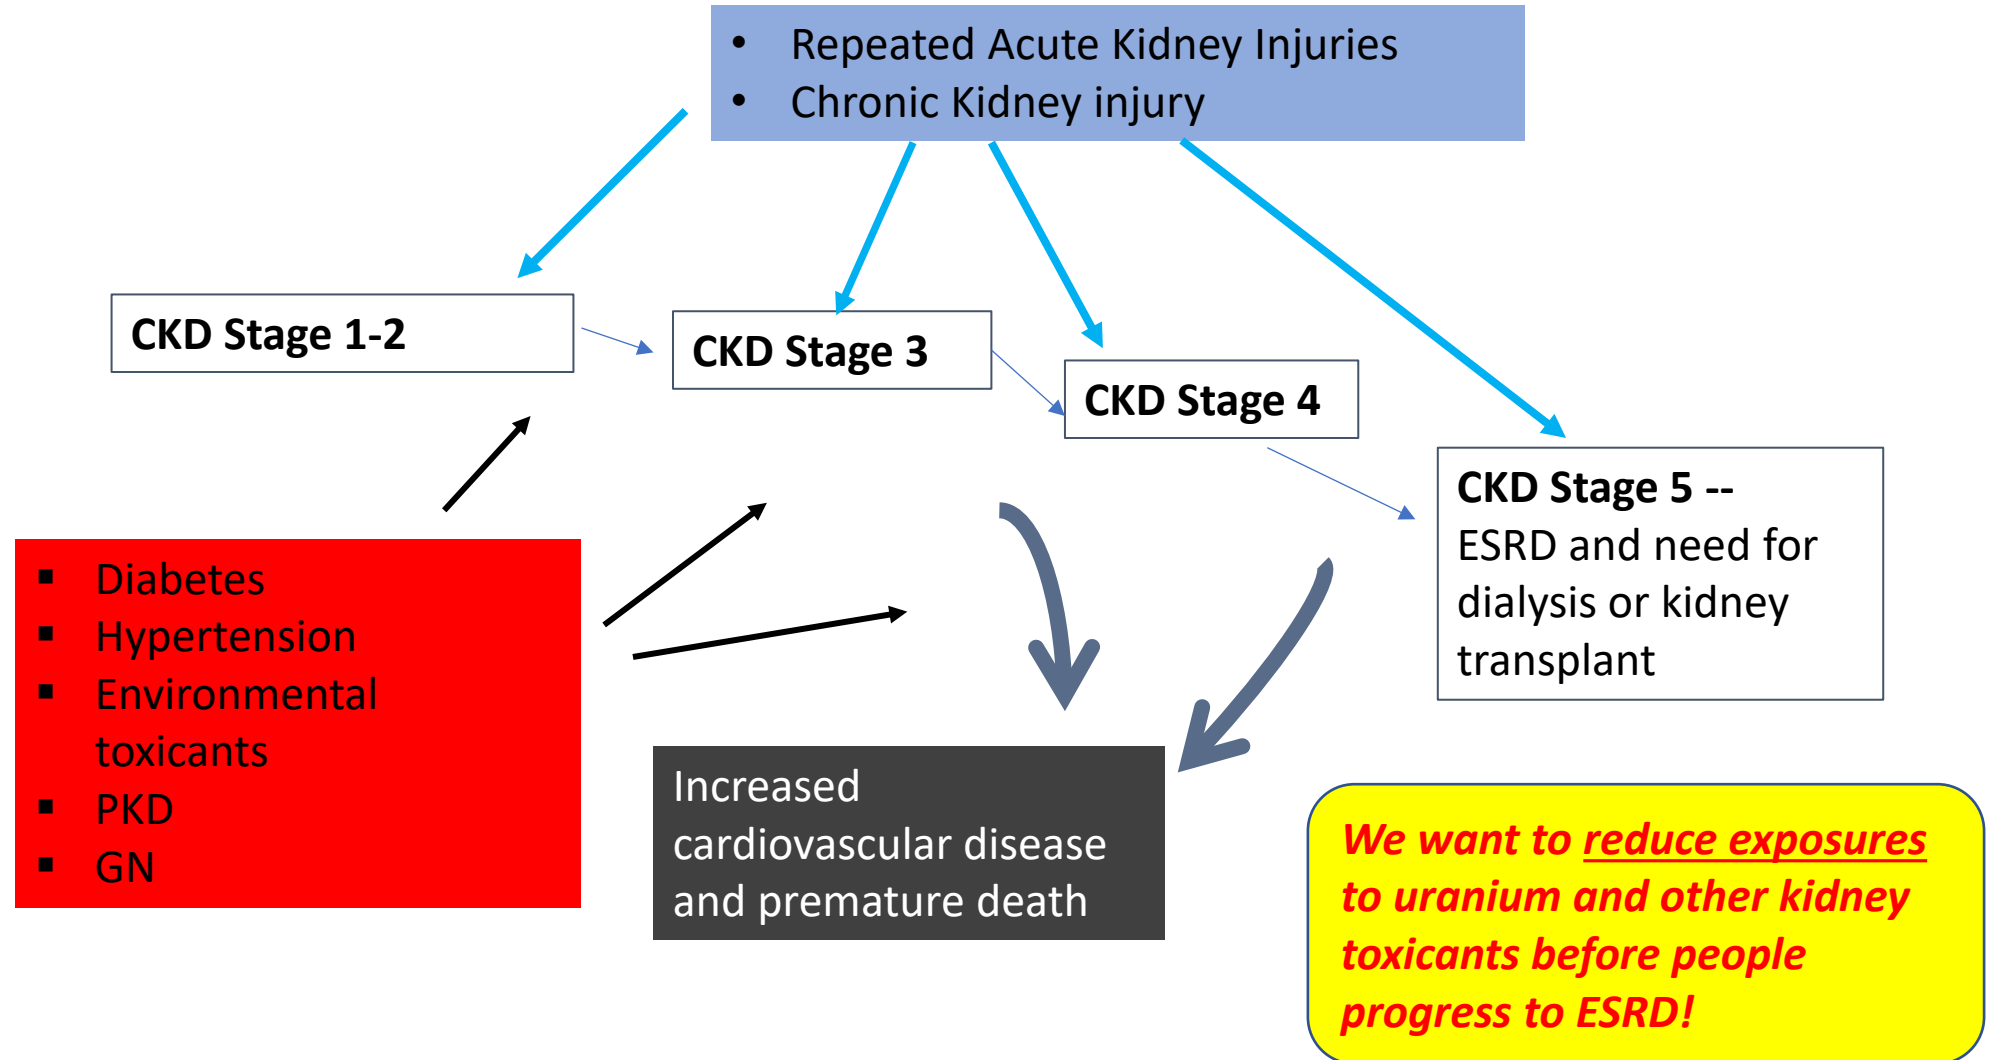 • Repeated Acute Kidney Injuries
• Chronic Kidney injury
CKD Stage 1-2
CKD Stage 3
CKD Stage 4
CKD Stage 5 --
ESRD and need for
dialysis or kidney
transplant
▪ Diabetes
▪ Hypertension
▪ Environmental
toxicants
▪ PKD
▪ GN
Increased
cardiovascular disease
and premature death
We want to reduce exposures
to uranium and other kidney
toxicants before people
progress to ESRD!